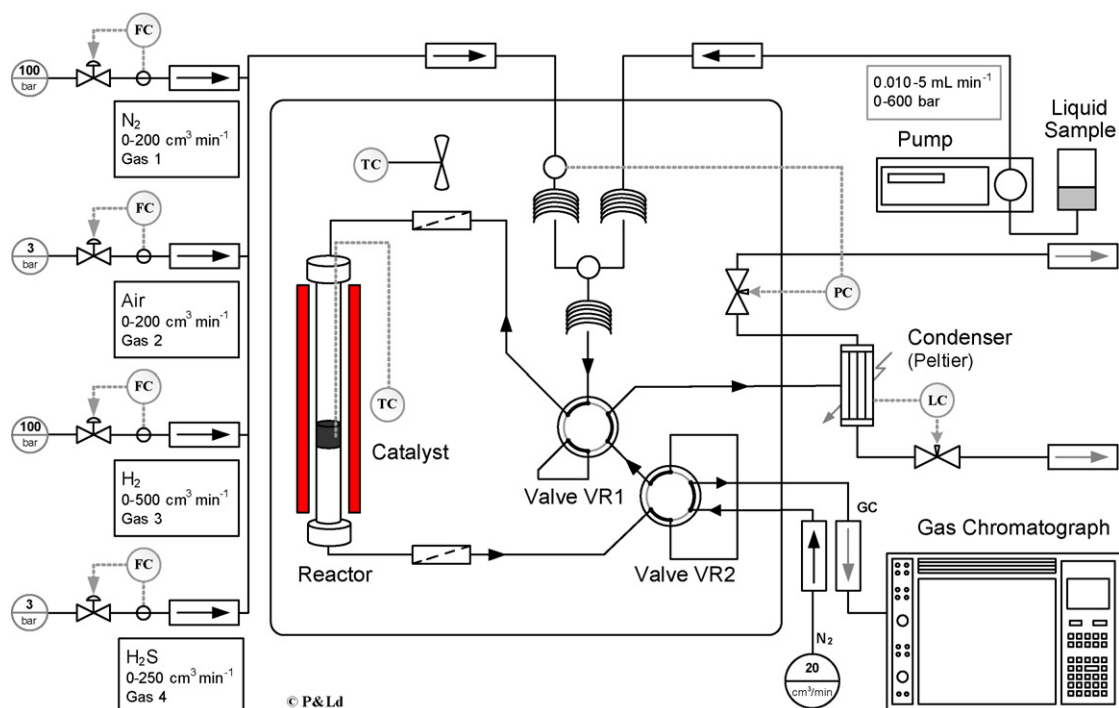 FC
100
bar
N₂
0-200 cm³ min⁻¹
Gas 1
FC
3
bar
Air
0-200 cm³ min⁻¹
Gas 2
FC
100
bar
H₂
0-500 cm³ min⁻¹
Gas 3
FC
3
bar
H₂S
0-250 cm³ min⁻¹
Gas 4
TC
TC
Catalyst
Reactor
Valve VR1
Valve VR2
0.010-5 mL min⁻¹
0-600 bar
Liquid
Sample
Pump
PC
Condenser
(Peltier)
LC
GC
Gas Chromatograph
N₂
20
cm³/min
© P&Ld